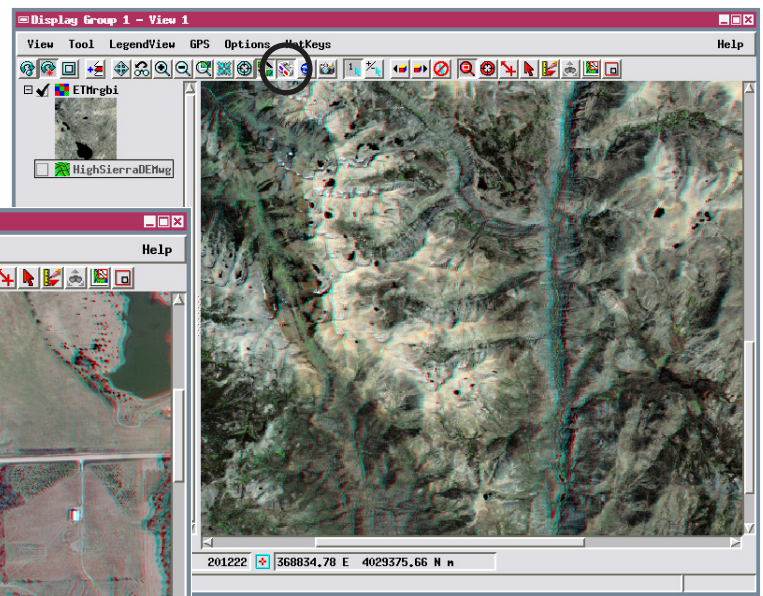 Display Group 1 - View 1
View Tool LegendView GPS Options HotKeys Help
ETMrgbi
HighSierraDEMwg
Help
201222 368834.78 E 4029375.66 N m